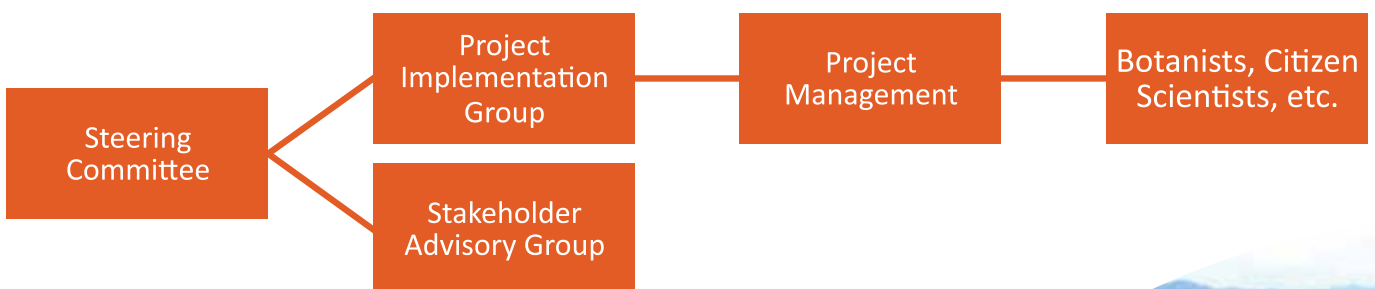 Steering
Committee
Project
Implementation
Group
Stakeholder
Advisory Group
Project
Management
Botanists, Citizen
Scientists, etc.